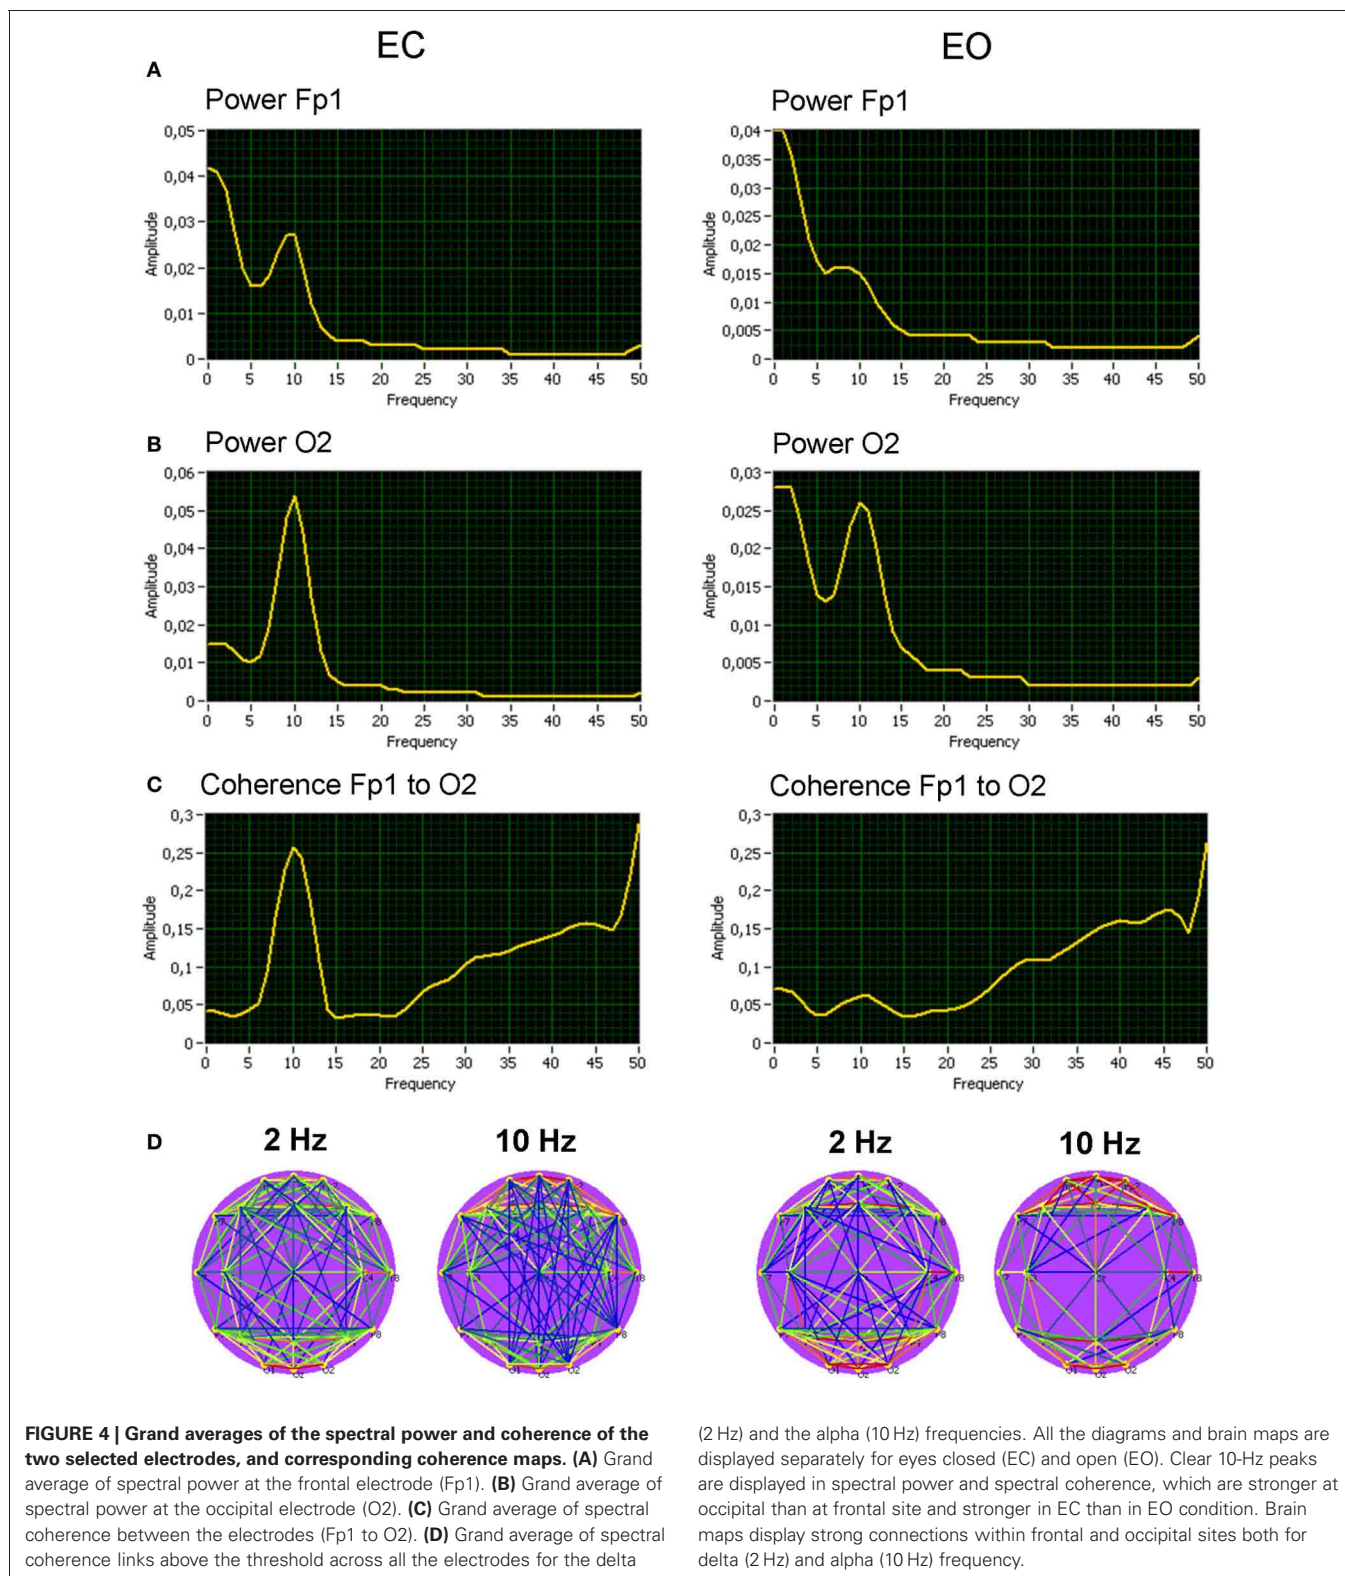 EC
EO
A
Power Fp1
Power Fp1
0,05
0,04
0,03
0,02
0,01
0
Amplitude
0 5 10 15 20 25 30 35 40 45 50
Frequency
0,04
0,035
0,03
0,025
0,02
0,015
0,01
0,005
0
Amplitude
0 5 10 15 20 25 30 35 40 45 50
Frequency
B
Power O2
Power O2
0,06
0,05
0,04
0,03
0,02
0,01
0
Amplitude
0 5 10 15 20 25 30 35 40 45 50
Frequency
0,03
0,025
0,02
0,015
0,01
0,005
0
Amplitude
0 5 10 15 20 25 30 35 40 45 50
Frequency
C
Coherence Fp1 to O2
Coherence Fp1 to O2
0,3
0,25
0,2
0,15
0,1
0,05
0
Amplitude
0 5 10 15 20 25 30 35 40 45 50
Frequency
0,3
0,25
0,2
0,15
0,1
0,05
0
Amplitude
0 5 10 15 20 25 30 35 40 45 50
Frequency
D
2 Hz
10 Hz
2 Hz
10 Hz
O1 Oz O2
O1 Oz O2
O1 Oz O2
O1 Oz O2
FIGURE 4 | Grand averages of the spectral power and coherence of the
two selected electrodes, and corresponding coherence maps. (A) Grand
average of spectral power at the frontal electrode (Fp1). (B) Grand average of
spectral power at the occipital electrode (O2). (C) Grand average of spectral
coherence between the electrodes (Fp1 to O2). (D) Grand average of spectral
coherence links above the threshold across all the electrodes for the delta
(2 Hz) and the alpha (10 Hz) frequencies. All the diagrams and brain maps are
displayed separately for eyes closed (EC) and open (EO). Clear 10-Hz peaks
are displayed in spectral power and spectral coherence, which are stronger at
occipital than at frontal site and stronger in EC than in EO condition. Brain
maps display strong connections within frontal and occipital sites both for
delta (2 Hz) and alpha (10 Hz) frequency.